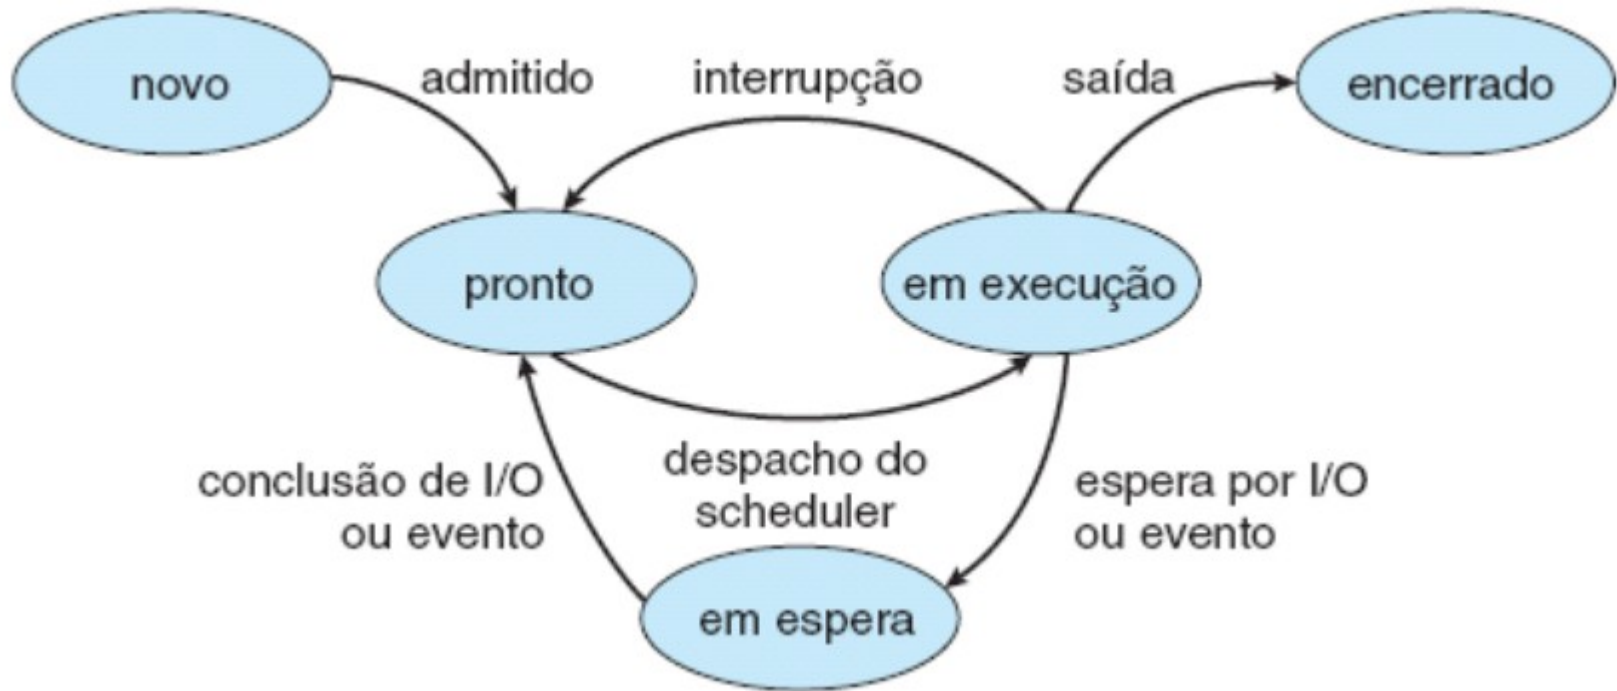 novo
admitido
interrupção
saída
encerrado
pronto
em execução
conclusão de I/O
ou evento
despacho do
scheduler
espera por I/O
ou evento
em espera